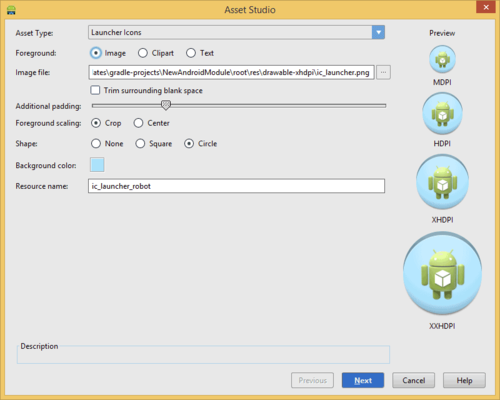 Asset Studio
Asset Type: Launcher Icons Preview
Foreground: Image Clipart Text
Image file: ates\gradle-projects\NewAndroidModule\root\res\drawable-xhdpi\ic_launcher.png ...
MDPI
Trim surrounding blank space
Additional padding:
Foreground scaling: Crop Center
HDPI
Shape: None Square Circle
Background color:
Resource name: ic_launcher_robot
XHDPI
XXHDPI
Description
Previous Next Cancel Help